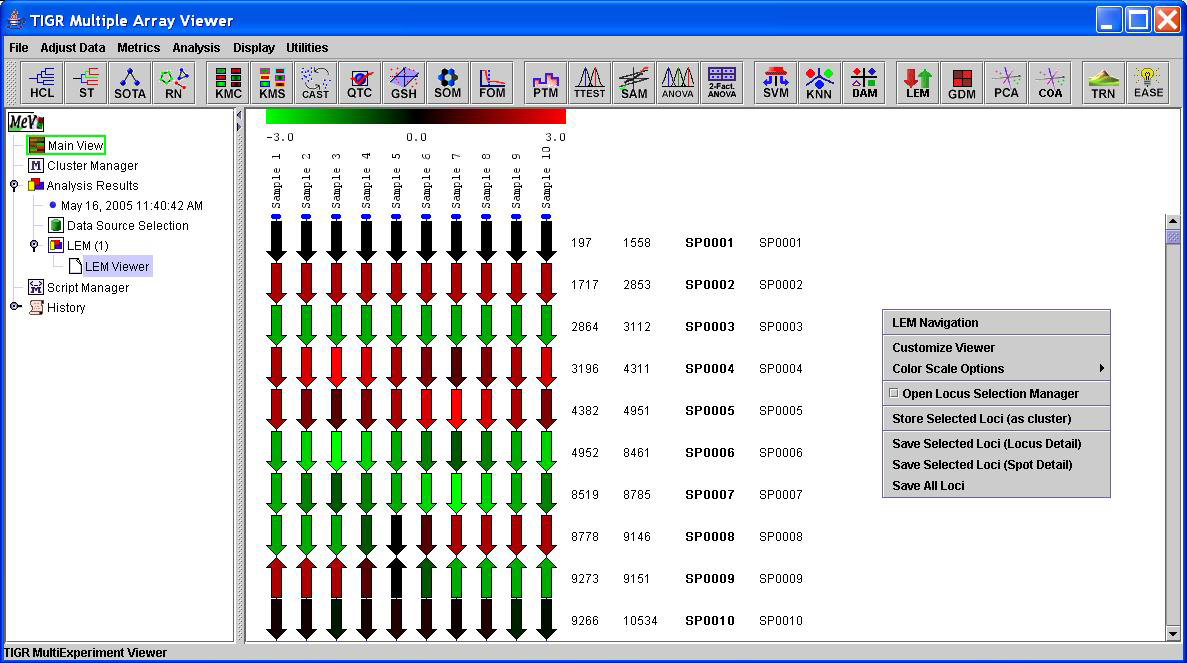 TIGR Multiple Array Viewer
File Adjust Data Metrics Analysis Display Utilities
HCL ST SOTA RN KMC KMS CAST QTC GSH SOM FOM PTM TTEST SAM ANOVA 2-Fact. ANOVA SVM KNN DAM LEM GDM PCA COA TRN EASE
MeV
Main View
Cluster Manager
Analysis Results
May 16, 2005 11:40:42 AM
Data Source Selection
LEM (1)
LEM Viewer
Script Manager
History
-3.0 0.0 3.0
Sample 1
Sample 2
Sample 3
Sample 4
Sample 5
Sample 6
Sample 7
Sample 8
Sample 9
Sample 10
197 1558 SP0001 SP0001
1717 2853 SP0002 SP0002
2864 3112 SP0003 SP0003
3196 4311 SP0004 SP0004
4382 4951 SP0005 SP0005
4952 8461 SP0006 SP0006
8519 8785 SP0007 SP0007
8778 9146 SP0008 SP0008
9273 9151 SP0009 SP0009
9266 10534 SP0010 SP0010
LEM Navigation
Customize Viewer
Color Scale Options
Open Locus Selection Manager
Store Selected Loci (as cluster)
Save Selected Loci (Locus Detail)
Save Selected Loci (Spot Detail)
Save All Loci
TIGR MultiExperiment Viewer